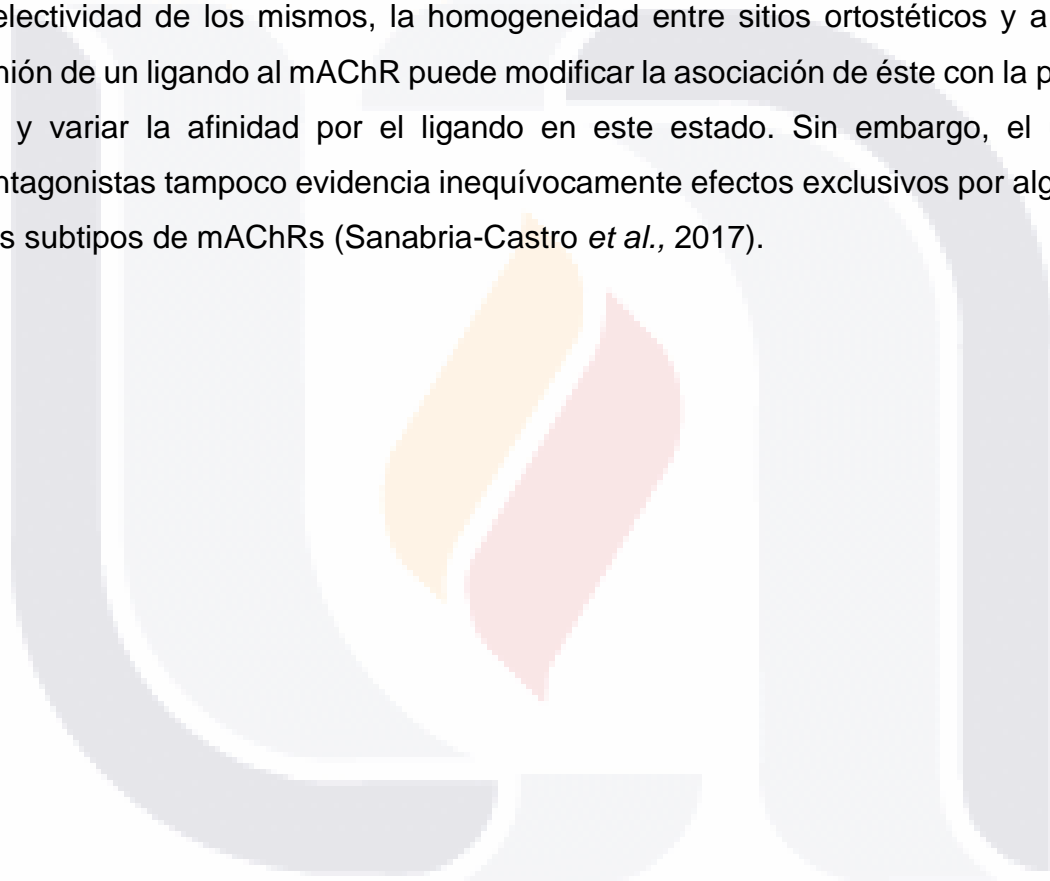 electividad de los mismos, la homogeneidad entre sitios ortostéticos y a
nión de un ligando al mAChR puede modificar la asociación de éste con la p
y variar la afinidad por el ligando en este estado. Sin embargo, el
ntagonistas tampoco evidencia inequívocamente efectos exclusivos por alg
s subtipos de mAChRs (Sanabria-Castro et al., 2017).